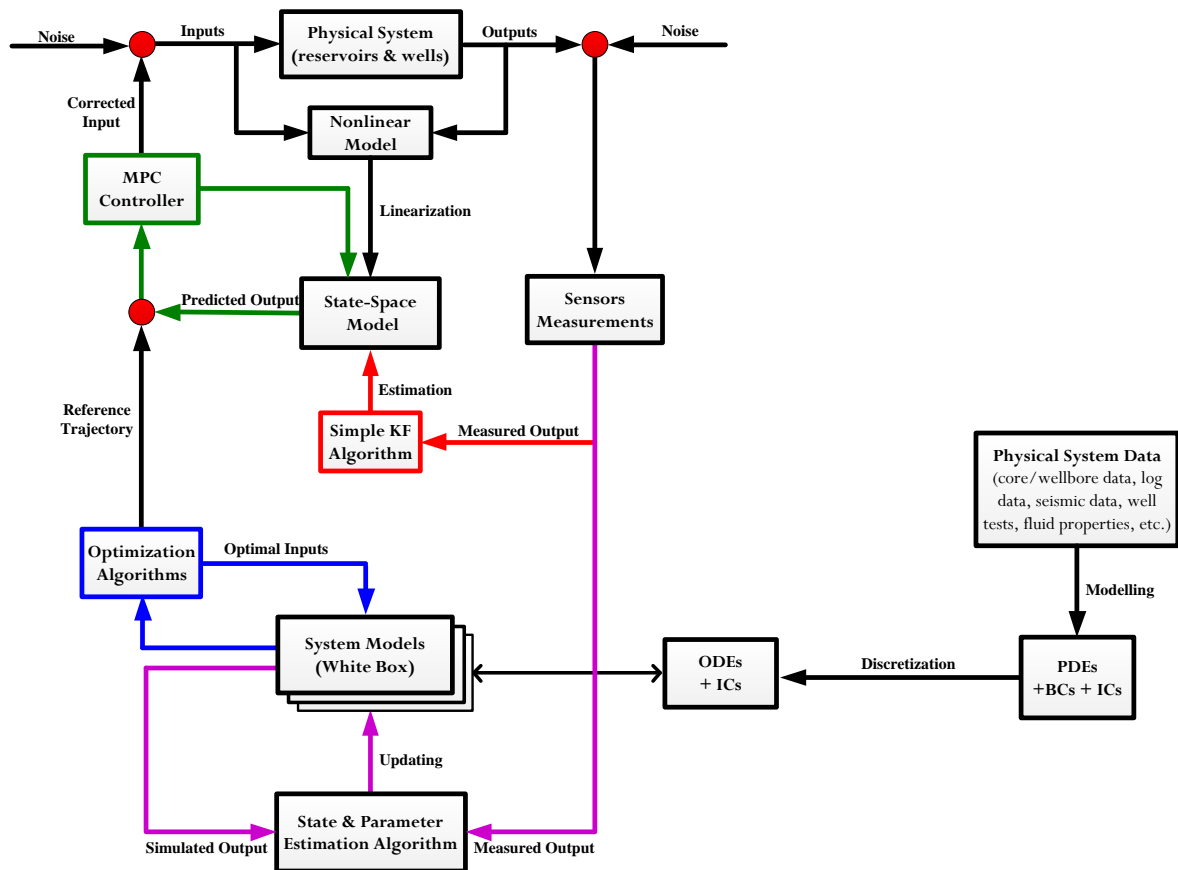 Noise
Inputs
Physical System
(reservoirs & wells)
Outputs
Noise
Corrected
Input
Nonlinear
Model
MPC
Controller
Linearization
Predicted Output
State-Space
Model
Sensors
Measurements
Estimation
Reference
Trajectory
Simple KF
Algorithm
Measured Output
Physical System Data
(core/wellbore data, log
data, seismic data, well
tests, fluid properties, etc.)
Optimization
Algorithms
Optimal Inputs
Modelling
System Models
(White Box)
ODEs
+ ICs
Discretization
PDEs
+BCs + ICs
Updating
State & Parameter
Estimation Algorithm
Simulated Output
Measured Output